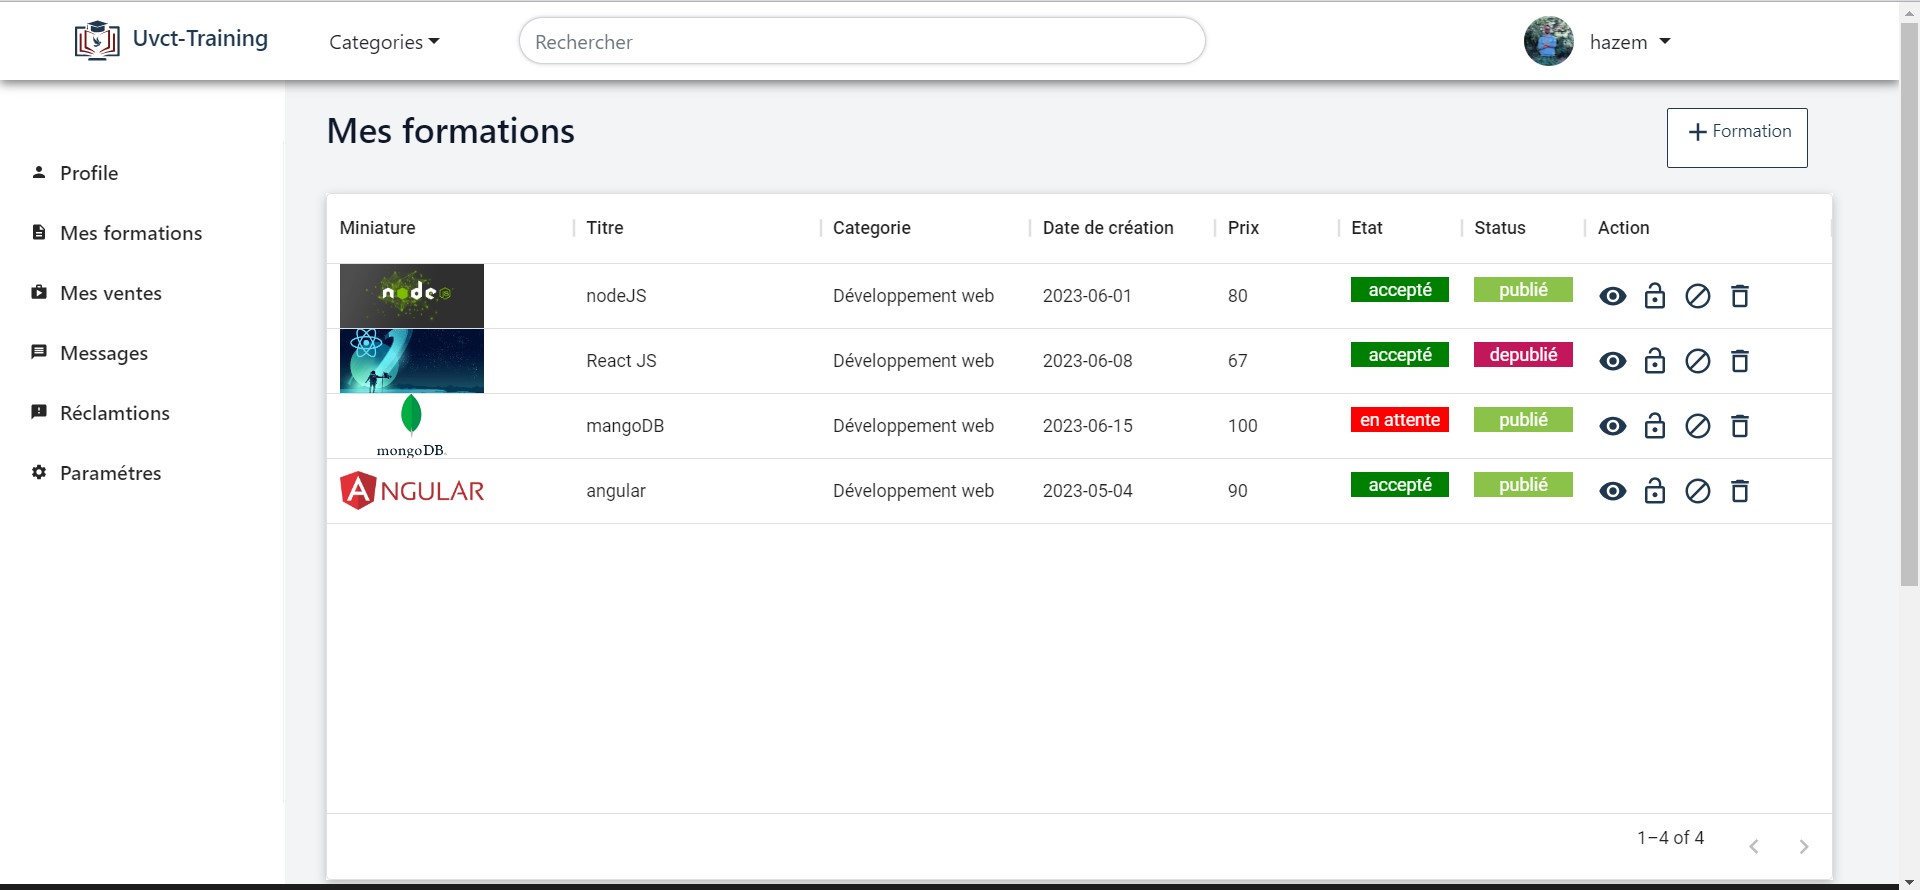 Uvct-Training
Categories
Rechercher
hazem
Mes formations
Formation
Profile
Mes formations
Mes ventes
Messages
Réclamtions
Paramétres
Miniature Titre Categorie Date de création Prix Etat Status Action
node JS nodeJS Développement web 2023-06-01 80 accepté publié
React JS Développement web 2023-06-08 67 accepté depublié
mongoDB. mangoDB Développement web 2023-06-15 100 en attente publié
ANGULAR angular Développement web 2023-05-04 90 accepté publié
1–4 of 4